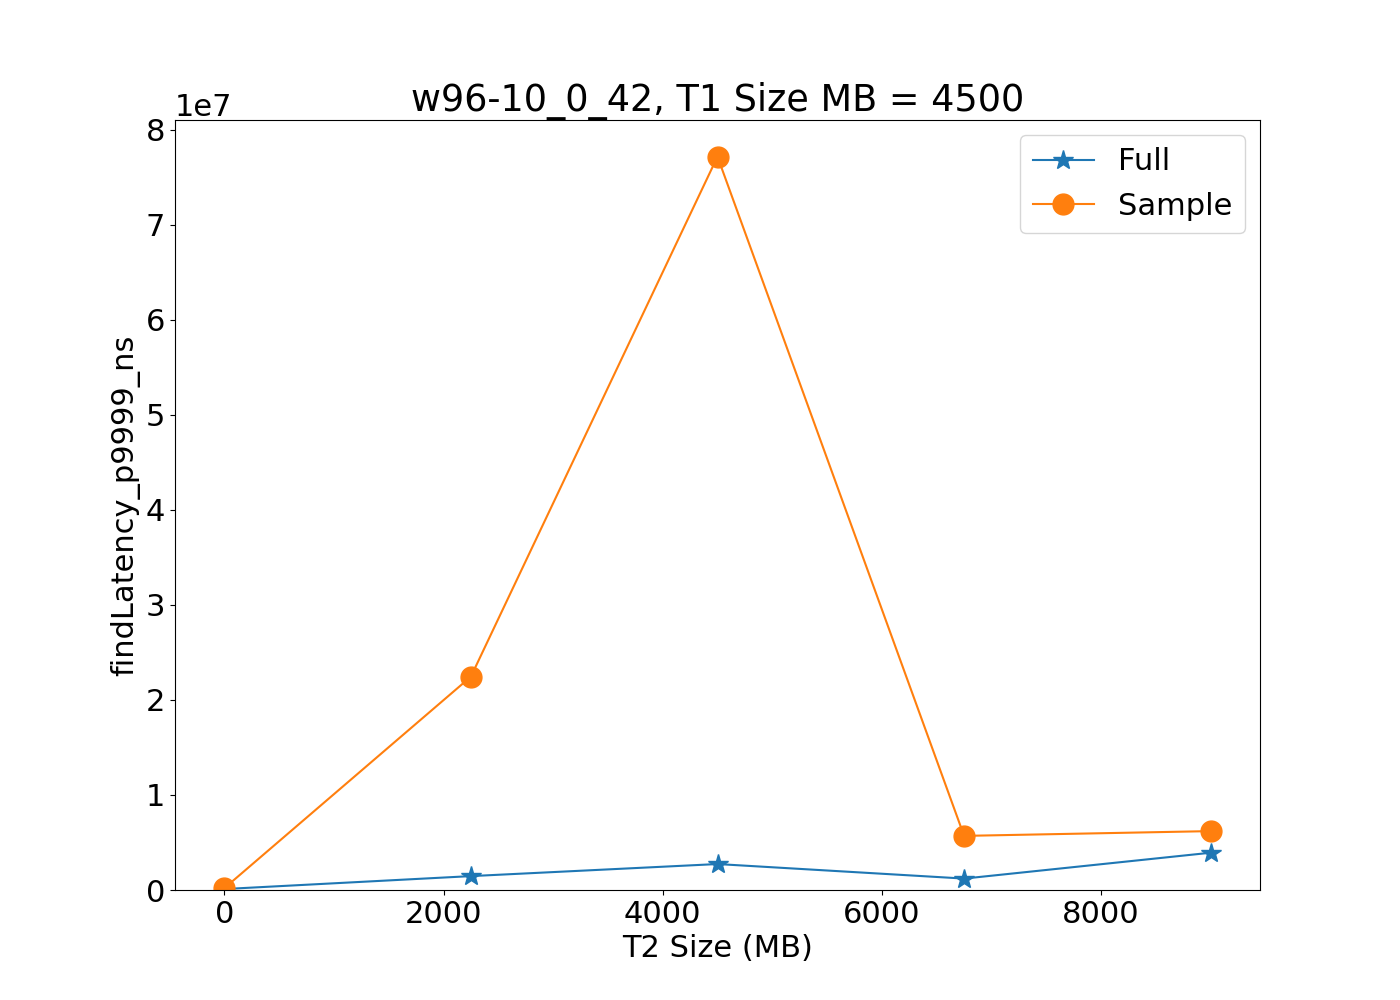 w96-10_0_42, T1 Size MB = 4500
1e7
8
7
6
5
4
3
2
1
0
findLatency_p9999_ns
Full
Sample
0 2000 4000 6000 8000
T2 Size (MB)